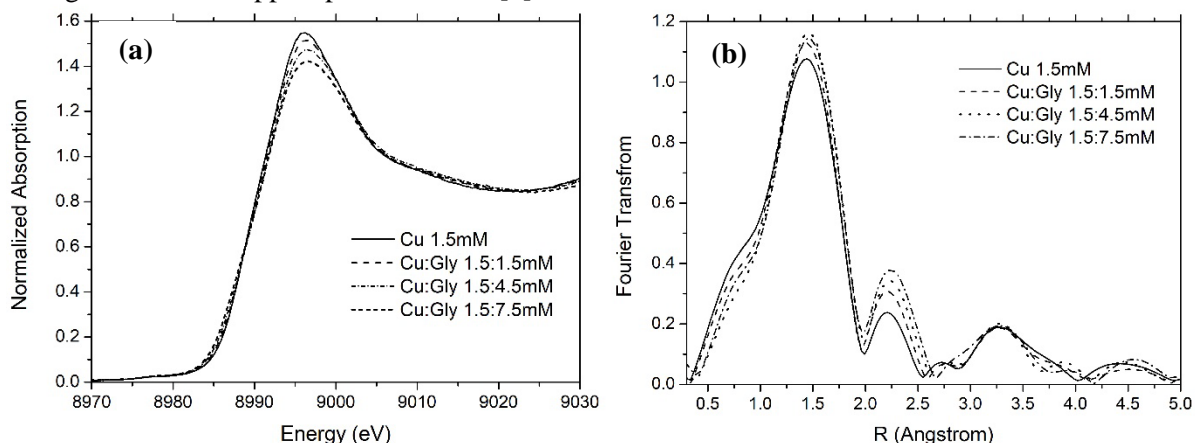 (a)
1.6
1.4
1.2
1.0
0.8
0.6
0.4
0.2
0.0
Normalized Absorption
Cu 1.5mM
Cu:Gly 1.5:1.5mM
Cu:Gly 1.5:4.5mM
Cu:Gly 1.5:7.5mM
8970 8980 8990 9000 9010 9020 9030
Energy (eV)
(b)
1.2
1.0
0.8
0.6
0.4
0.2
0.0
Fourier Transfrom
Cu 1.5mM
Cu:Gly 1.5:1.5mM
Cu:Gly 1.5:4.5mM
Cu:Gly 1.5:7.5mM
0.5 1.0 1.5 2.0 2.5 3.0 3.5 4.0 4.5 5.0
R (Angstrom)